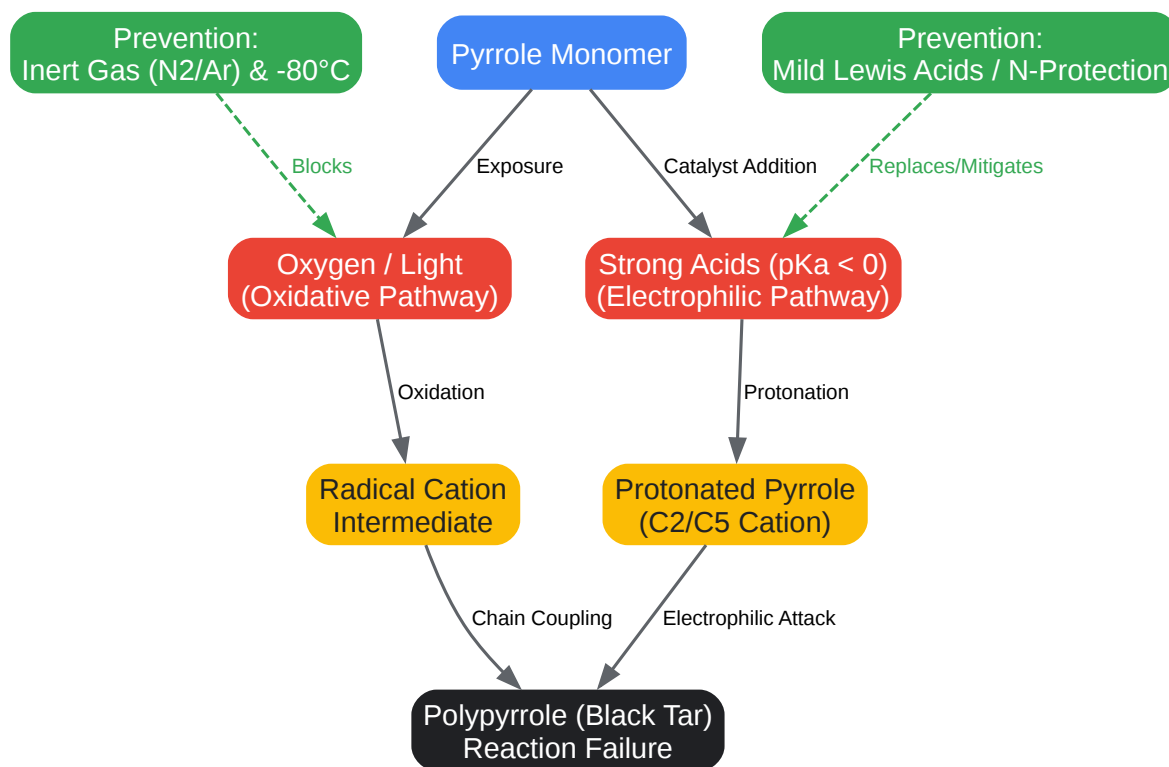 Prevention:
Inert Gas (N2/Ar) & -80°C
Pyrrole Monomer
Prevention:
Mild Lewis Acids / N-Protection
Blocks
Exposure
Catalyst Addition
Replaces/Mitigates
Oxygen / Light
(Oxidative Pathway)
Strong Acids (pKa < 0)
(Electrophilic Pathway)
Oxidation
Protonation
Radical Cation
Intermediate
Protonated Pyrrole
(C2/C5 Cation)
Chain Coupling
Electrophilic Attack
Polypyrrole (Black Tar)
Reaction Failure